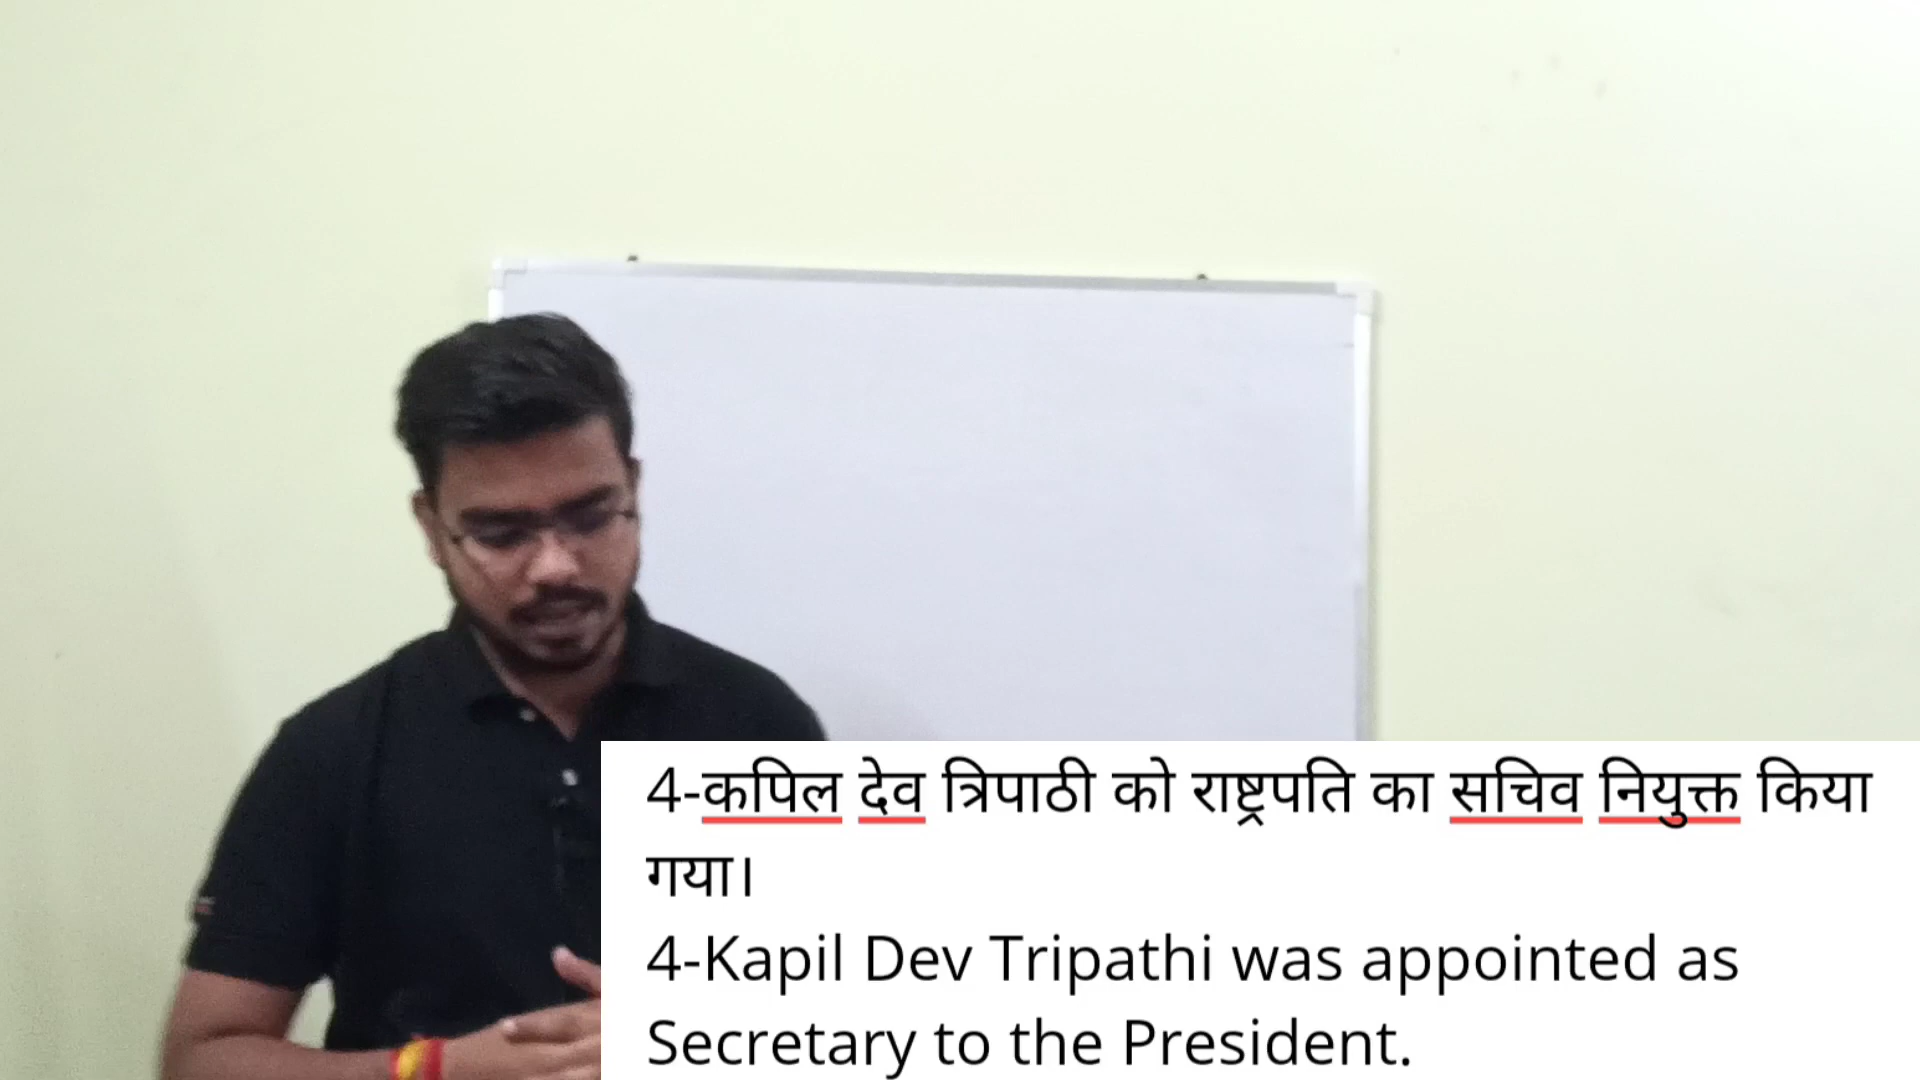 4-कपिल देव त्रिपाठी को राष्ट्रपति का सचिव नियुक्त किया
गया।
4-Kapil Dev Tripathi was appointed as
Secretary to the President.